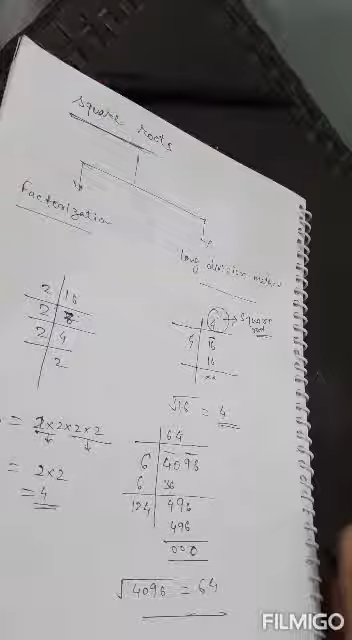 Square roots
Factorization
long division method
2 | 16
2 | 8
2 | 4
2
4 → Square root
4 | 16
16
××
√16 = 4
= 2×2×2×2
= 2×2
= 4
64
6 | 4096
6 | 36
124 | 496
496
000
√4096 = 64
FILMIGO